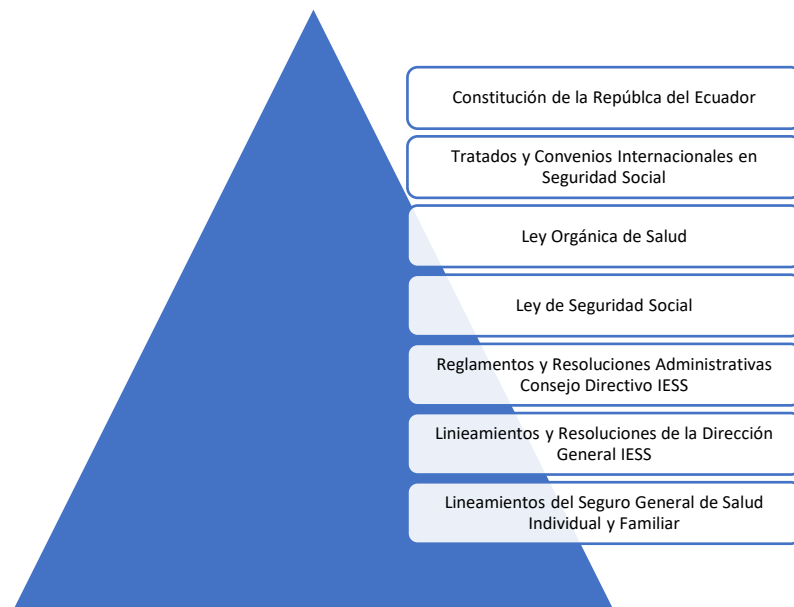 Constitución de la Repúblca del Ecuador
Tratados y Convenios Internacionales en
Seguridad Social
Ley Orgánica de Salud
Ley de Seguridad Social
Reglamentos y Resoluciones Administrativas
Consejo Directivo IESS
Linieamientos y Resoluciones de la Dirección
General IESS
Lineamientos del Seguro General de Salud
Individual y Familiar